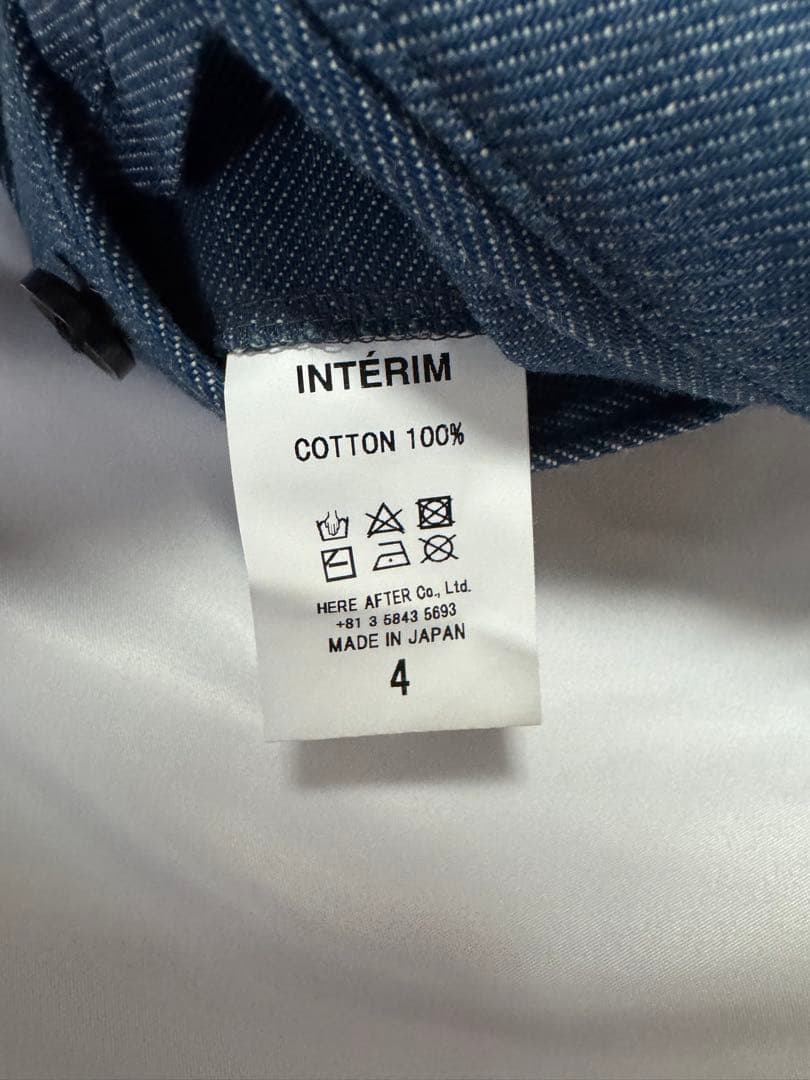 INTÉRIM
COTTON 100%
HERE AFTER Co., Ltd.
+81 3 5843 5693
MADE IN JAPAN
4